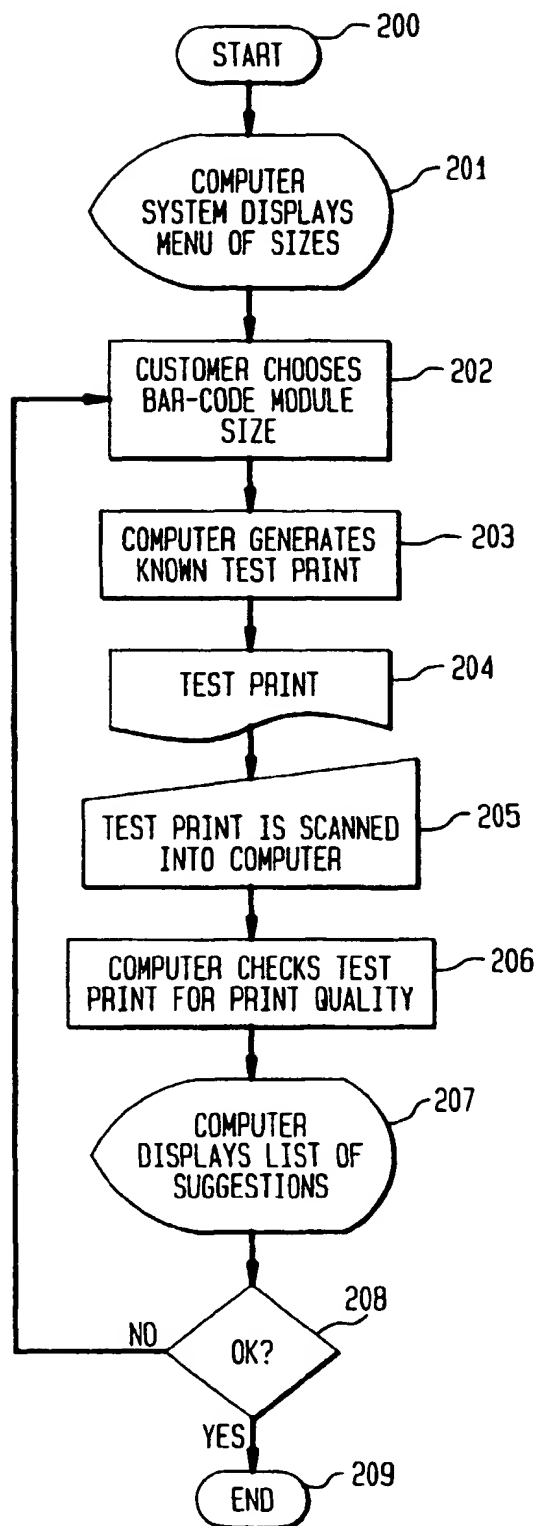 200
START
201
COMPUTER
SYSTEM DISPLAYS
MENU OF SIZES
202
CUSTOMER CHOOSES
BAR-CODE MODULE
SIZE
203
COMPUTER GENERATES
KNOWN TEST PRINT
204
TEST PRINT
205
TEST PRINT IS SCANNED
INTO COMPUTER
206
COMPUTER CHECKS TEST
PRINT FOR PRINT QUALITY
207
COMPUTER
DISPLAYS LIST OF
SUGGESTIONS
208
NO
OK?
YES
209
END